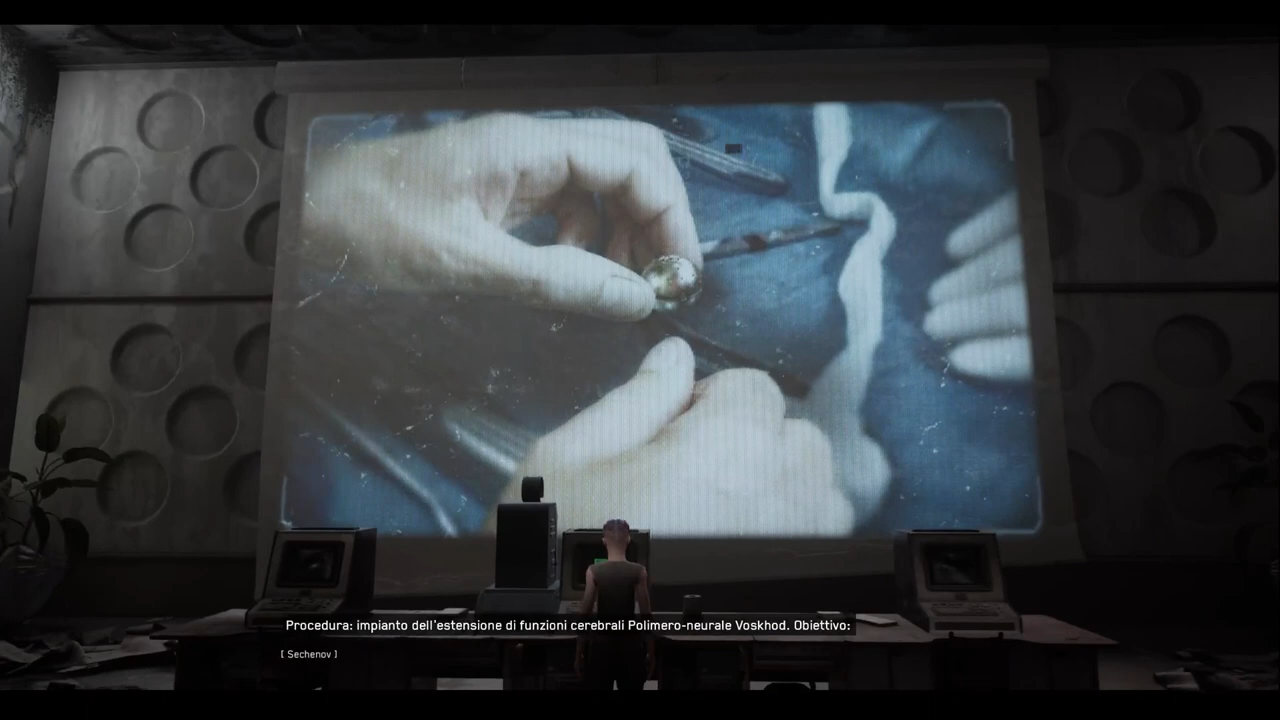 Procedura: impianto dell'estensione di funzioni cerebrali Polimero-neurale Voskhod. Obiettivo:
[ Sechenov ]